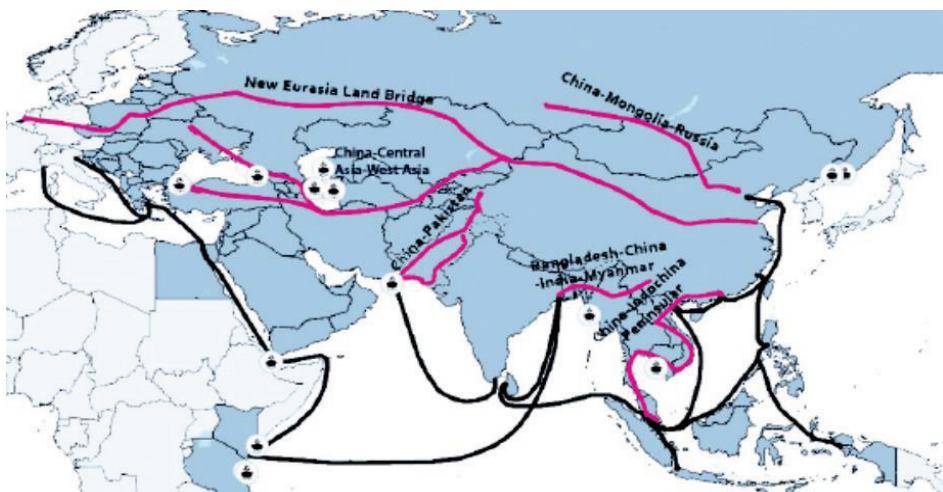 New Eurasia Land Bridge
China-Mongolia-Russia
China-Central
Asia-West Asia
China-Pakistan
Bangladesh-China
-India-Myanmar
China-Indochina
Peninsular